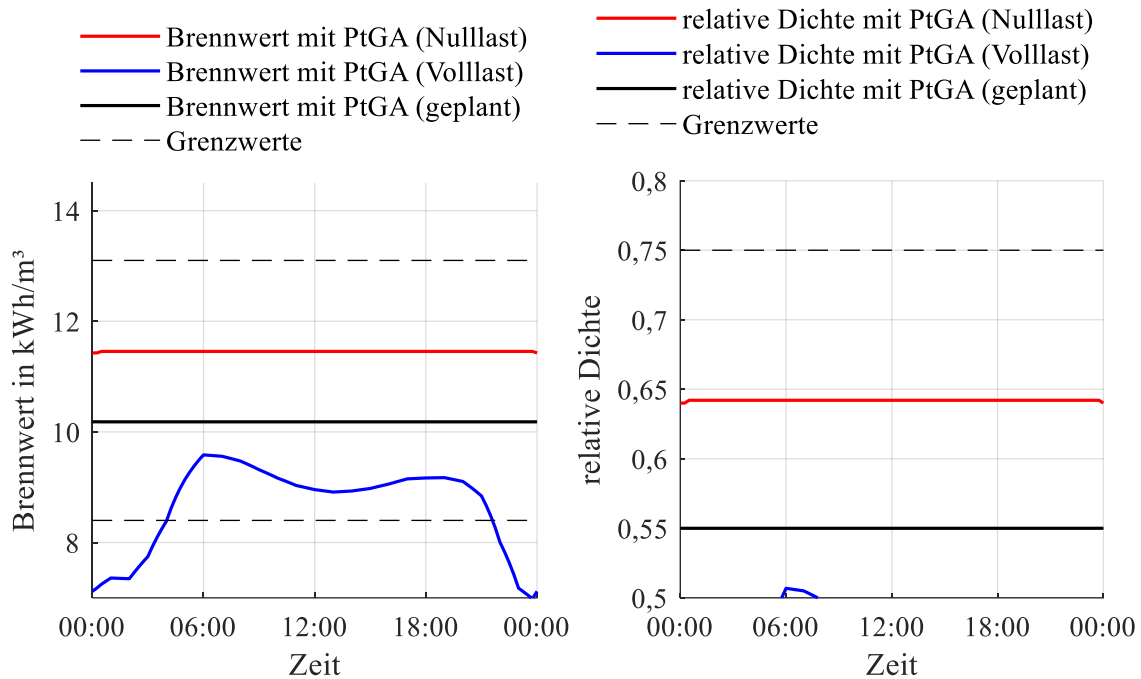 Brennwert mit PtGA (Nulllast)
Brennwert mit PtGA (Volllast)
Brennwert mit PtGA (geplant)
Grenzwerte
14
12
10
8
Brennwert in kWh/m³
00:00 06:00 12:00 18:00 00:00
Zeit
relative Dichte mit PtGA (Nulllast)
relative Dichte mit PtGA (Volllast)
relative Dichte mit PtGA (geplant)
Grenzwerte
0,8
0,75
0,7
0,65
0,6
0,55
0,5
relative Dichte
00:00 06:00 12:00 18:00 00:00
Zeit